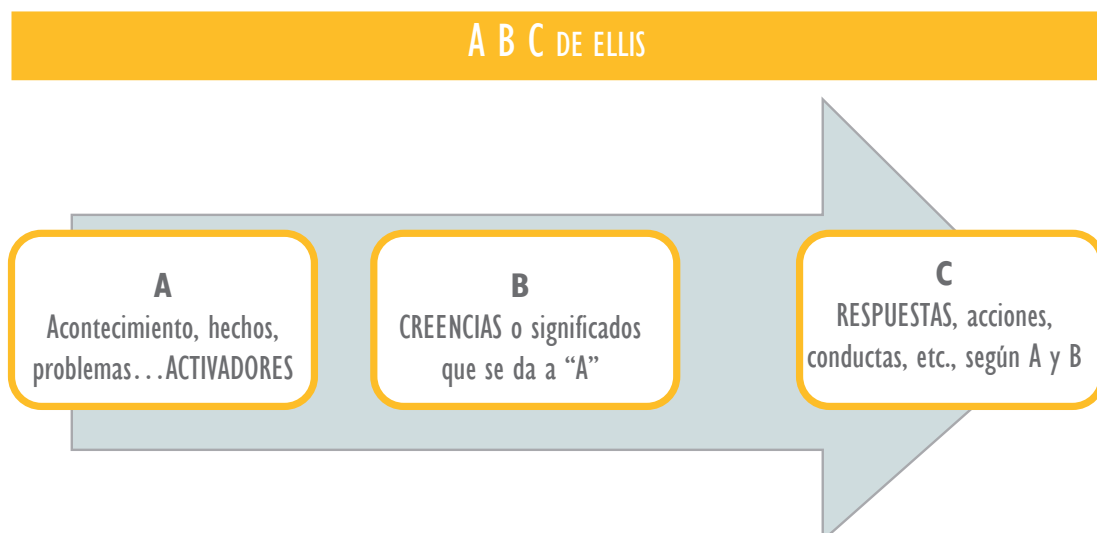 A B C DE ELLIS
A
Acontecimiento, hechos,
problemas...ACTIVADORES
B
CREENCIAS o significados
que se da a “A”
C
RESPUESTAS, acciones,
conductas, etc., según A y B